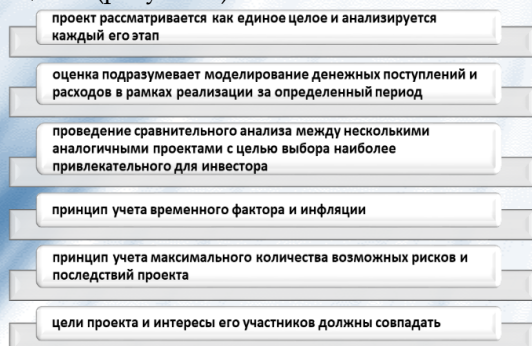 проект рассматривается как единое целое и анализируется
каждый его этап
оценка подразумевает моделирование денежных поступлений и
расходов в рамках реализации за определенный период
проведение сравнительного анализа между несколькими
аналогичными проектами с целью выбора наиболее
привлекательного для инвестора
принцип учета временного фактора и инфляции
принцип учета максимального количества возможных рисков и
последствий проекта
цели проекта и интересы его участников должны совпадать